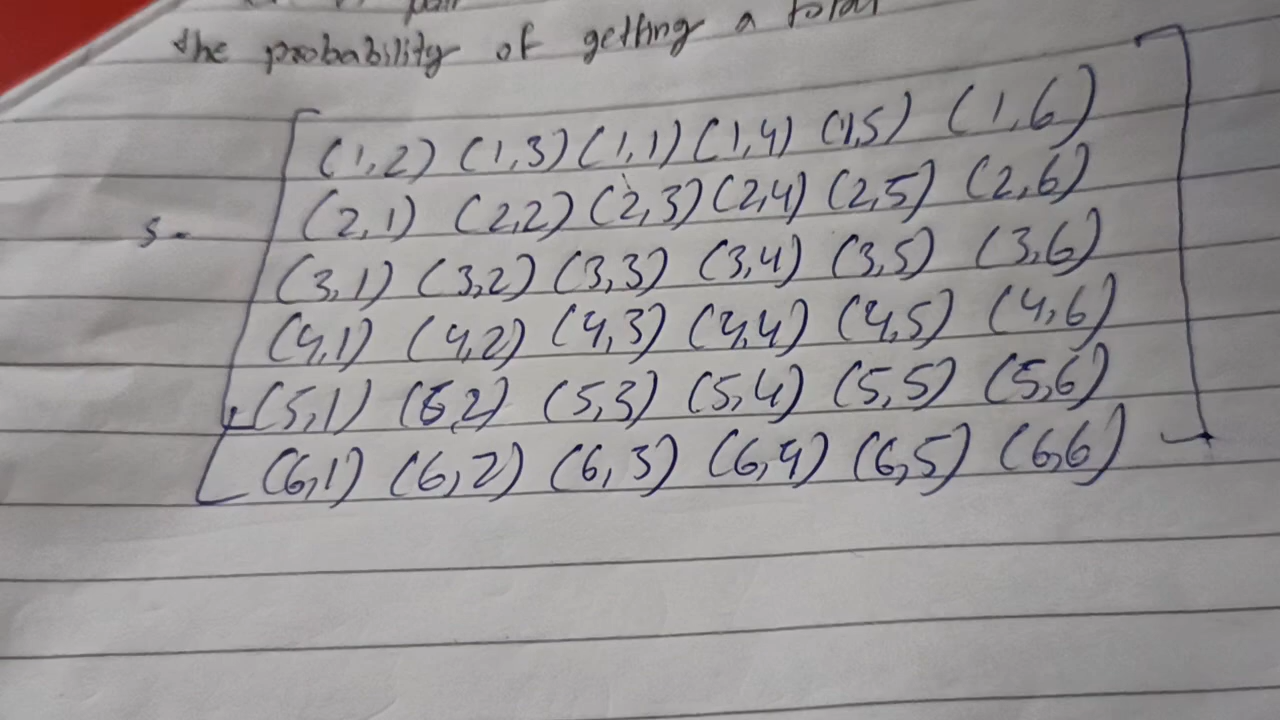 the probability of getting a total
(1,2) (1,3) (1,1) (1,4) (1,5) (1,6)
(2,1) (2,2) (2,3) (2,4) (2,5) (2,6)
S -
(3,1) (3,2) (3,3) (3,4) (3,5) (3,6)
(4,1) (4,2) (4,3) (4,4) (4,5) (4,6)
(5,1) (5,2) (5,3) (5,4) (5,5) (5,6)
(6,1) (6,2) (6,3) (6,4) (6,5) (6,6)